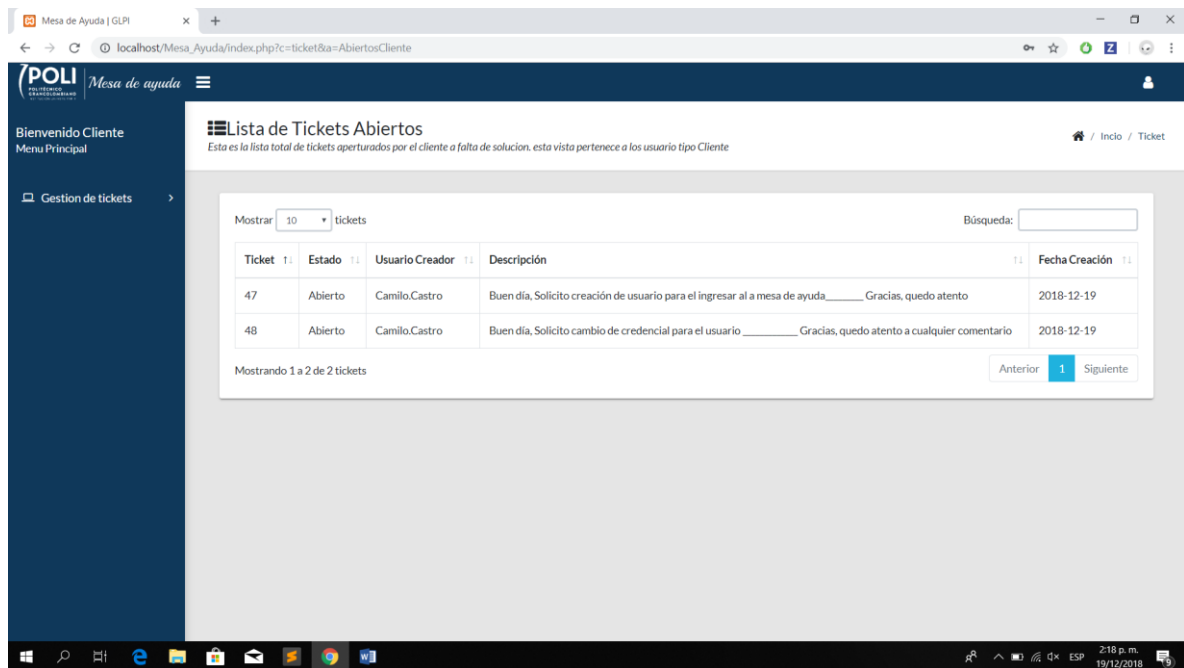 Mesa de Ayuda | GLPI
localhost/Mesa_Ayuda/index.php?c=ticket&a=AbiertosCliente
POLI Mesa de ayuda
POLITÉCNICO
GRANCOLOMBIANO
Bienvenido Cliente
Menu Principal
Gestion de tickets
Lista de Tickets Abiertos
Esta es la lista total de tickets aperturados por el cliente a falta de solucion. esta vista pertenece a los usuario tipo Cliente
/ Incio / Ticket
Mostrar 10 tickets Búsqueda:
Ticket Estado Usuario Creador Descripción Fecha Creación
47 Abierto Camilo.Castro Buen día, Solicito creación de usuario para el ingresar al a mesa de ayuda_______ Gracias, quedo atento 2018-12-19
48 Abierto Camilo.Castro Buen día, Solicito cambio de credencial para el usuario __________ Gracias, quedo atento a cualquier comentario 2018-12-19
Mostrando 1 a 2 de 2 tickets Anterior 1 Siguiente
ESP 2:18 p. m.
19/12/2018